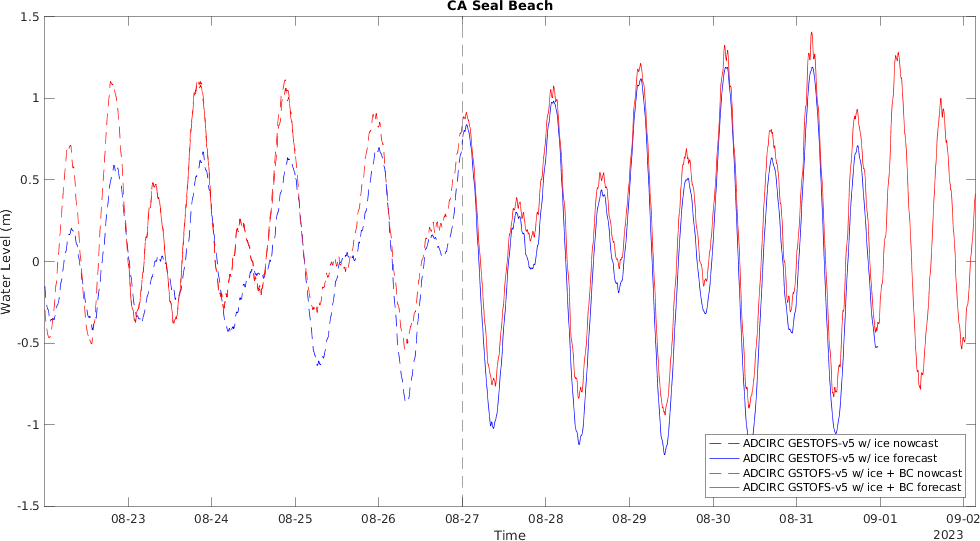 CA Seal Beach
1.5
1
0.5
0
-0.5
-1
-1.5
Water Level (m)
08-23 08-24 08-25 08-26 08-27 08-28 08-29 08-30 08-31 09-01 09-02
Time
2023
ADCIRC GESTOFS-v5 w/ ice nowcast
ADCIRC GESTOFS-v5 w/ ice forecast
ADCIRC GSTOFS-v5 w/ ice + BC nowcast
ADCIRC GSTOFS-v5 w/ ice + BC forecast